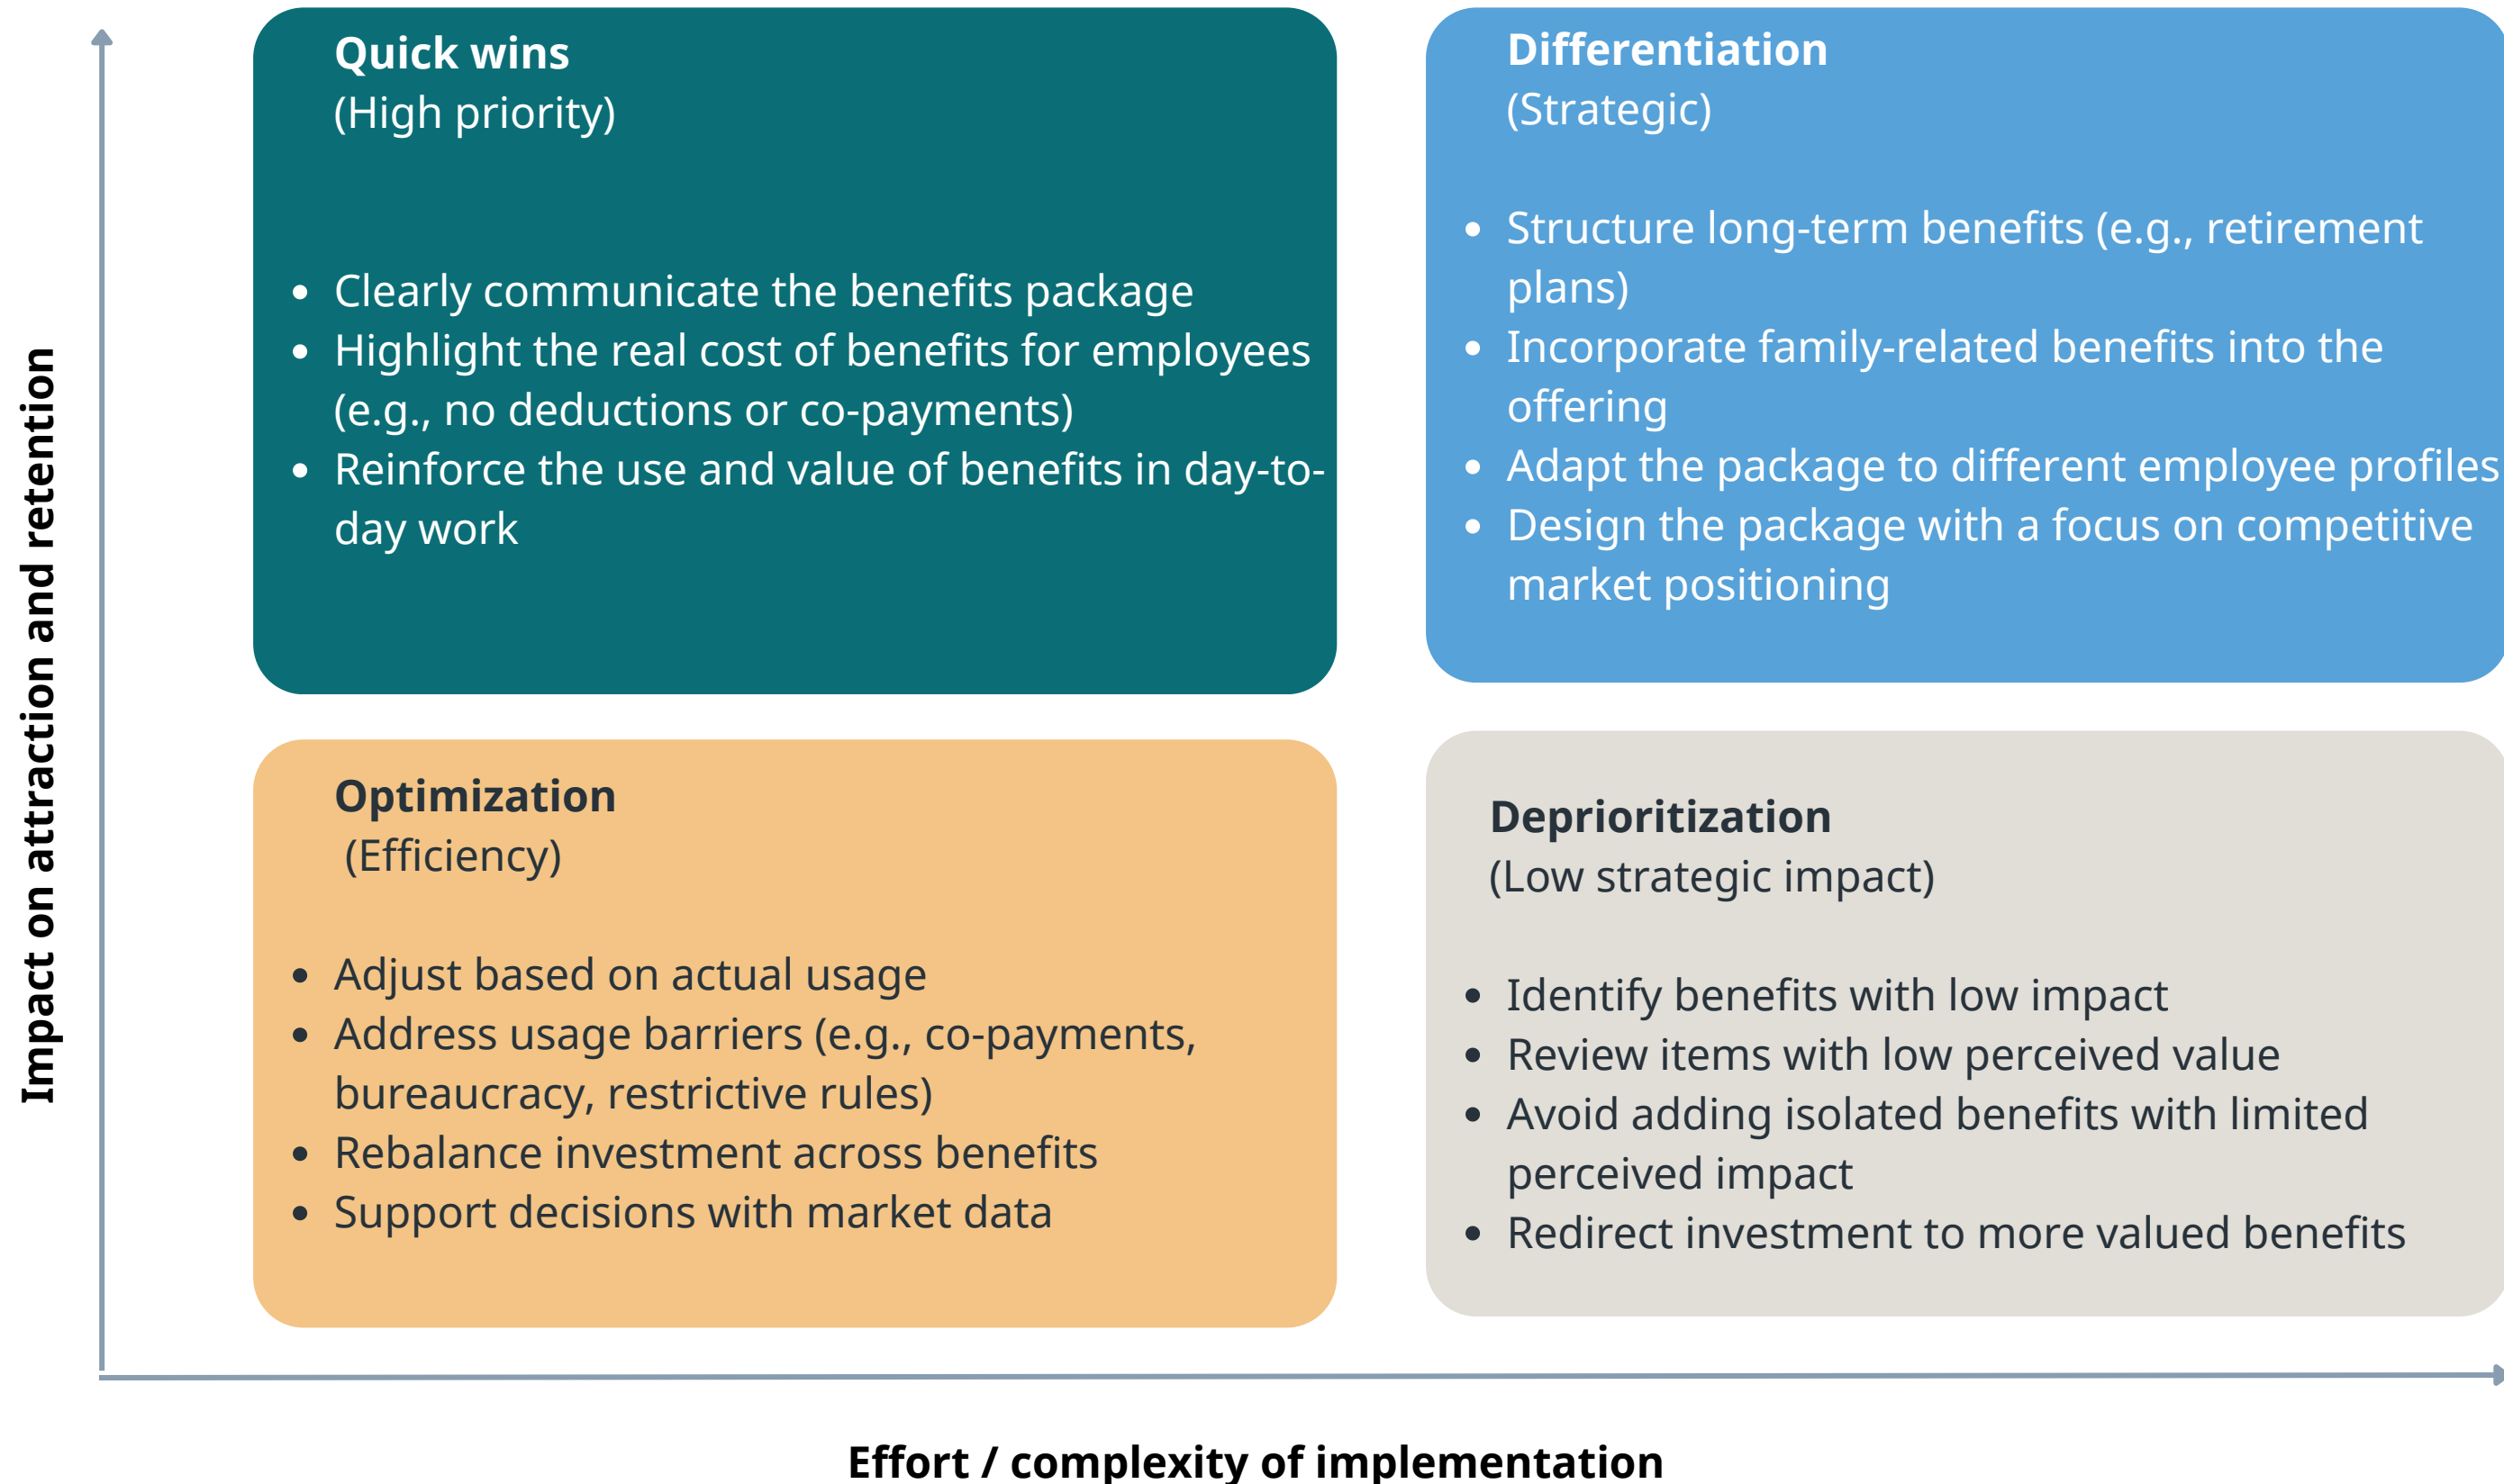 Impact on attraction and retention
Quick wins
(High priority)
• Clearly communicate the benefits package
• Highlight the real cost of benefits for employees
(e.g., no deductions or co-payments)
• Reinforce the use and value of benefits in day-to-
day work
Differentiation
(Strategic)
• Structure long-term benefits (e.g., retirement
plans)
• Incorporate family-related benefits into the
offering
• Adapt the package to different employee profiles
• Design the package with a focus on competitive
market positioning
Optimization
(Efficiency)
• Adjust based on actual usage
• Address usage barriers (e.g., co-payments,
bureaucracy, restrictive rules)
• Rebalance investment across benefits
• Support decisions with market data
Deprioritization
(Low strategic impact)
• Identify benefits with low impact
• Review items with low perceived value
• Avoid adding isolated benefits with limited
perceived impact
• Redirect investment to more valued benefits
Effort / complexity of implementation